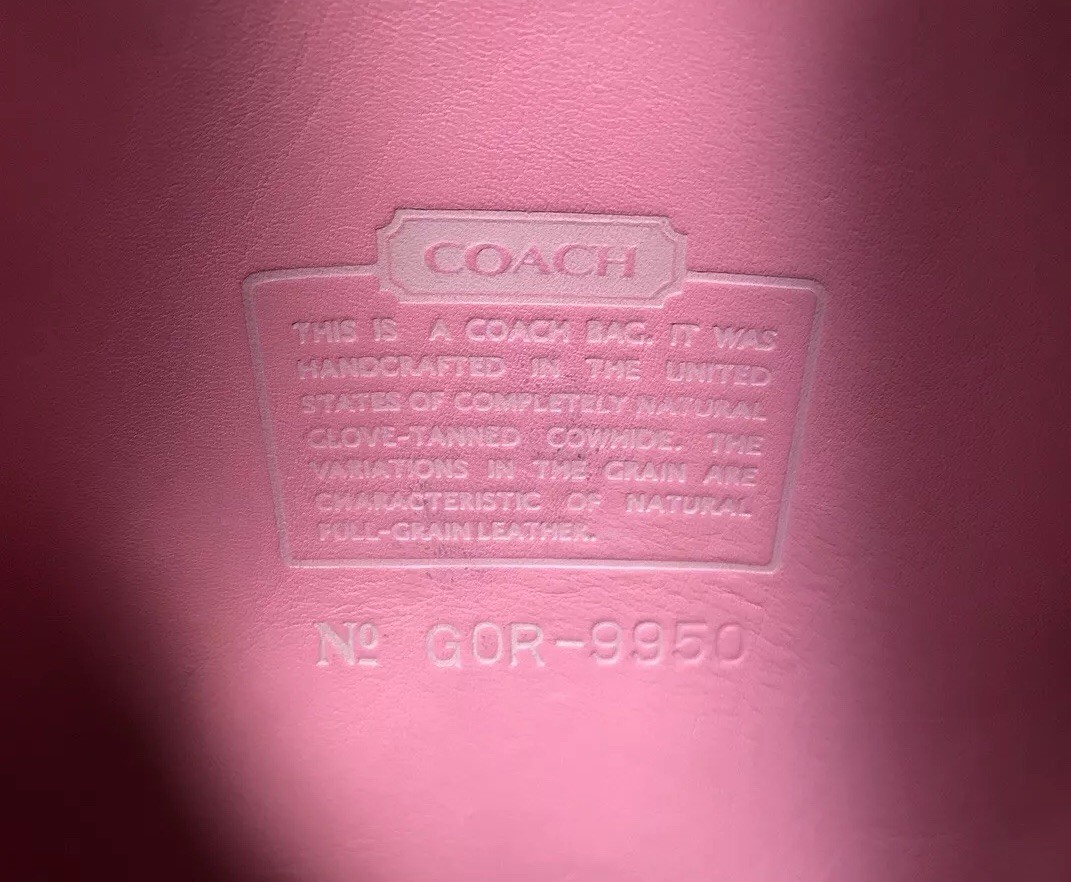 COACH
THIS IS A COACH BAG. IT WAS
HANDCRAFTED IN THE UNITED
STATES OF COMPLETELY NATURAL
GLOVE-TANNED COWHIDE. THE
VARIATIONS IN THE GRAIN ARE
CHARACTERISTIC OF NATURAL
FULL-GRAIN LEATHER.
Nº GOR-9950